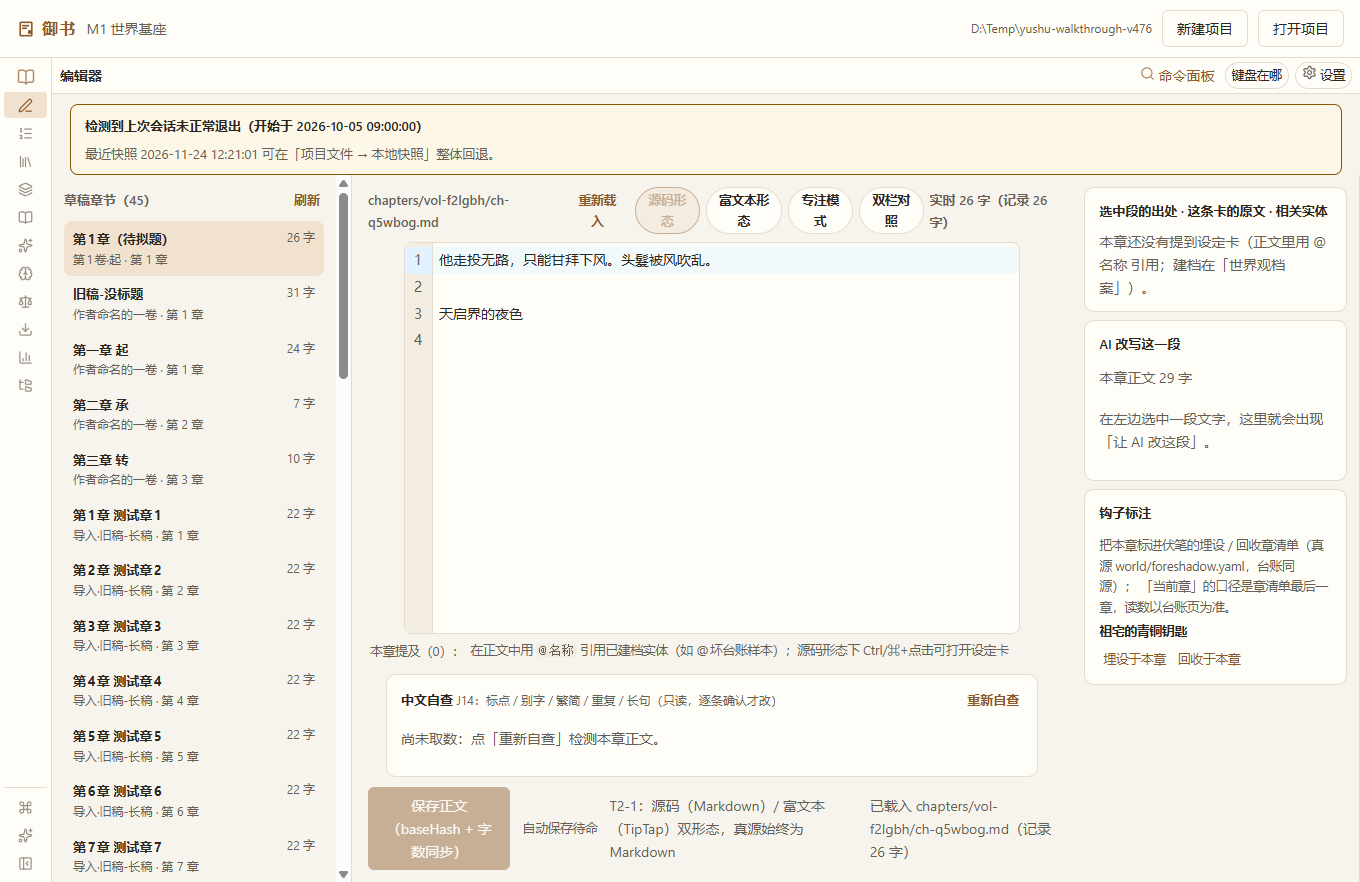 御书 M1 世界基座
D:\Temp\yushu-walkthrough-v476
新建项目
打开项目
编辑器
命令面板
键盘在哪
设置
检测到上次会话未正常退出（开始于 2026-10-05 09:00:00）
最近快照 2026-11-24 12:21:01 可在「项目文件 → 本地快照」整体回退。
草稿章节（45）
刷新
第1章（待拟题） 26 字
第1卷·起 · 第 1 章
旧稿-没标题 31 字
作者命名的一卷 · 第 1 章
第一章 起 24 字
作者命名的一卷 · 第 1 章
第二章 承 7 字
作者命名的一卷 · 第 2 章
第三章 转 10 字
作者命名的一卷 · 第 3 章
第1章 测试章1 22 字
导入·旧稿-长稿 · 第 1 章
第2章 测试章2 22 字
导入·旧稿-长稿 · 第 2 章
第3章 测试章3 22 字
导入·旧稿-长稿 · 第 3 章
第4章 测试章4 22 字
导入·旧稿-长稿 · 第 4 章
第5章 测试章5 22 字
导入·旧稿-长稿 · 第 5 章
第6章 测试章6 22 字
导入·旧稿-长稿 · 第 6 章
第7章 测试章7 22 字
导入·旧稿-长稿 · 第 7 章
chapters/vol-f2lgbh/ch-
q5wbog.md
重新载
入
源码形
态
富文本形
态
专注模
式
双栏对
照
实时 26 字（记录 26
字）
1 他走投无路，只能甘拜下风。头髮被风吹乱。
2
3 天启界的夜色
4
本章提及（0）： 在正文中用 @名称 引用已建档实体（如 @坏台账样本）；源码形态下 Ctrl/⌘+点击可打开设定卡
中文自查 J14：标点 / 别字 / 繁简 / 重复 / 长句（只读，逐条确认才改）
重新自查
尚未取数：点「重新自查」检测本章正文。
保存正文
（baseHash + 字
数同步）
自动保存待命
T2-1：源码（Markdown）/ 富文本
（TipTap）双形态，真源始终为
Markdown
已载入 chapters/vol-
f2lgbh/ch-q5wbog.md（记录
26 字）
选中段的出处 · 这条卡的原文 · 相关实体
本章还没有提到设定卡（正文里用 @
名称 引用；建档在「世界观档
案」）。
AI 改写这一段
本章正文 29 字
在左边选中一段文字，这里就会出现
「让 AI 改这段」。
钩子标注
把本章标进伏笔的埋设 / 回收章清单（真
源 world/foreshadow.yaml，台账同
源）；「当前章」的口径是章清单最后一
章，读数以台账页为准。
祖宅的青铜钥匙
埋设于本章 回收于本章